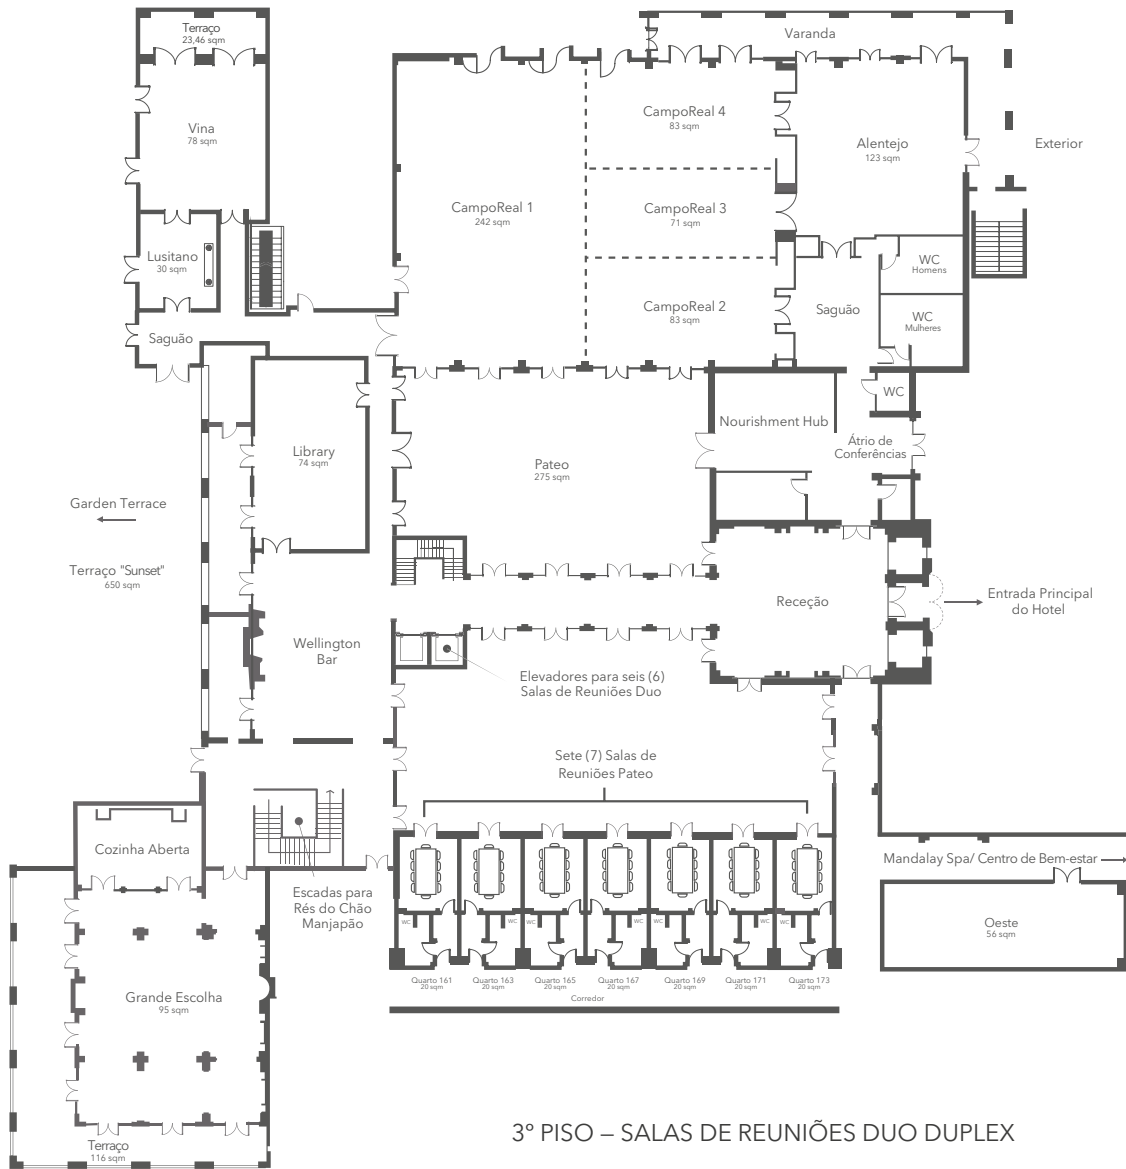 Terraço
23,46 sqm
Varanda
Vina
78 sqm
CampoReal 4
83 sqm
Alentejo
123 sqm
Exterior
CampoReal 1
242 sqm
CampoReal 3
71 sqm
Lusitano
30 sqm
WC
Homens
CampoReal 2
83 sqm
Saguão
WC
Mulheres
Saguão
WC
Nourishment Hub
Átrio de
Conferências
Library
74 sqm
Pateo
275 sqm
Garden Terrace
Terraço "Sunset"
650 sqm
Receção
Entrada Principal
do Hotel
Wellington
Bar
Elevadores para seis (6)
Salas de Reuniões Duo
Sete (7) Salas de
Reuniões Pateo
Cozinha Aberta
Mandalay Spa/ Centro de Bem-estar
Escadas para
Rés do Chão
Manjapão
Oeste
56 sqm
WC
WC
WC
WC
WC
WC
Grande Escolha
95 sqm
Quarto 161
20 sqm
Quarto 163
20 sqm
Quarto 165
20 sqm
Quarto 167
20 sqm
Quarto 169
20 sqm
Quarto 171
20 sqm
Quarto 173
20 sqm
Corredor
3º PISO – SALAS DE REUNIÕES DUO DUPLEX
Terraço
116 sqm